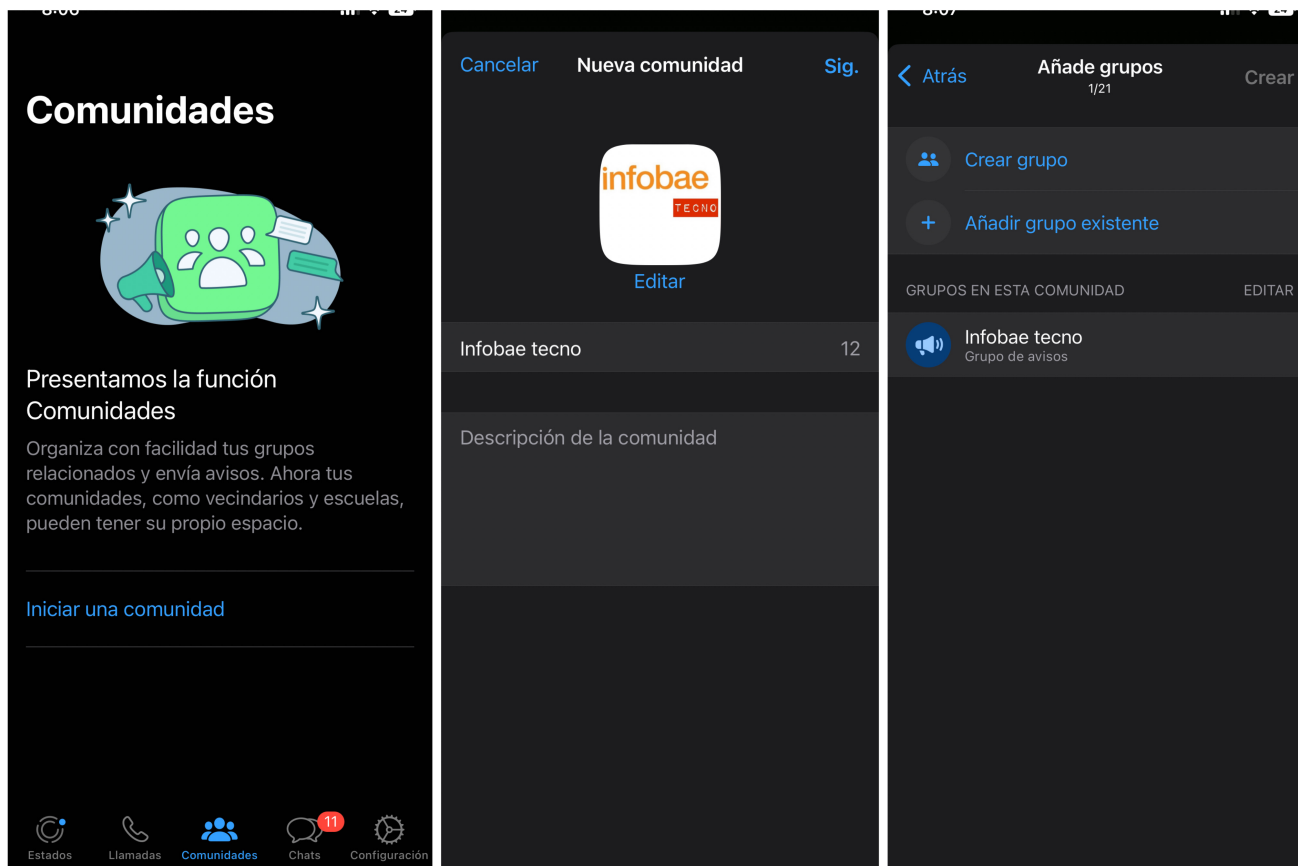 Comunidades
Presentamos la función
Comunidades
Organiza con facilidad tus grupos
relacionados y envía avisos. Ahora tus
comunidades, como vecindarios y escuelas,
pueden tener su propio espacio.
Iniciar una comunidad
11
Estados Llamadas Comunidades Chats Configuración
Cancelar Nueva comunidad Sig.
infobae
TECNO
Editar
Infobae tecno 12
Descripción de la comunidad
Atrás Añade grupos Crear
1/21
Crear grupo
Añadir grupo existente
GRUPOS EN ESTA COMUNIDAD EDITAR
Infobae tecno
Grupo de avisos